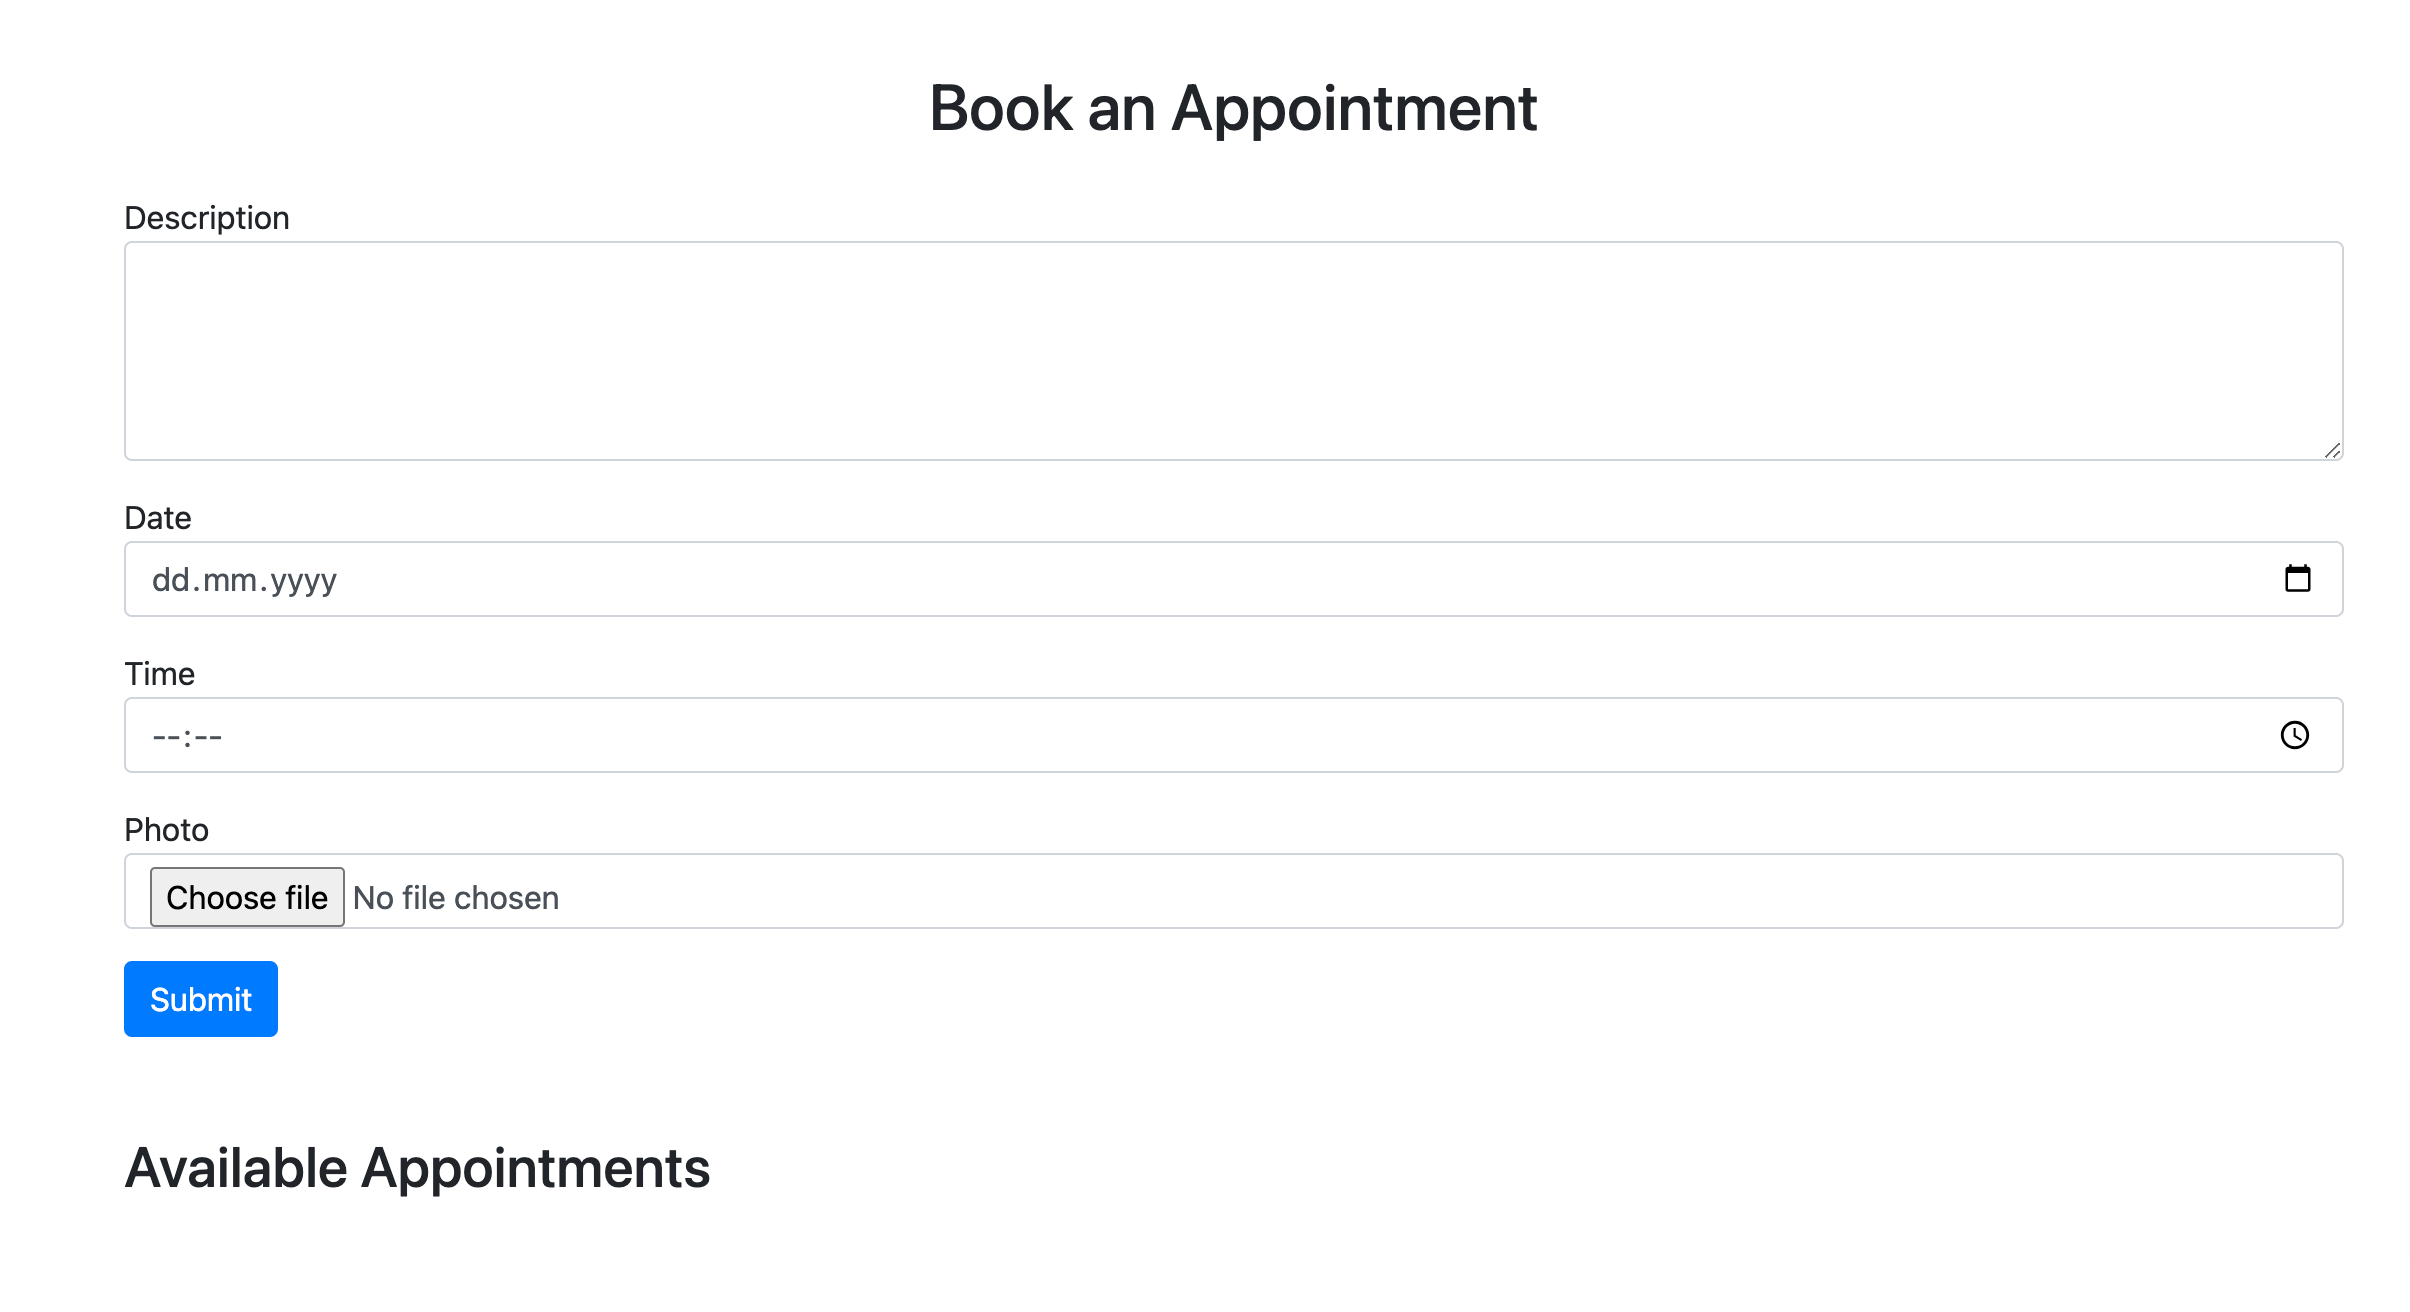 Book an Appointment
Description
Date
dd.mm.yyyy
Time
--:--
Photo
Choose file No file chosen
Submit
Available Appointments